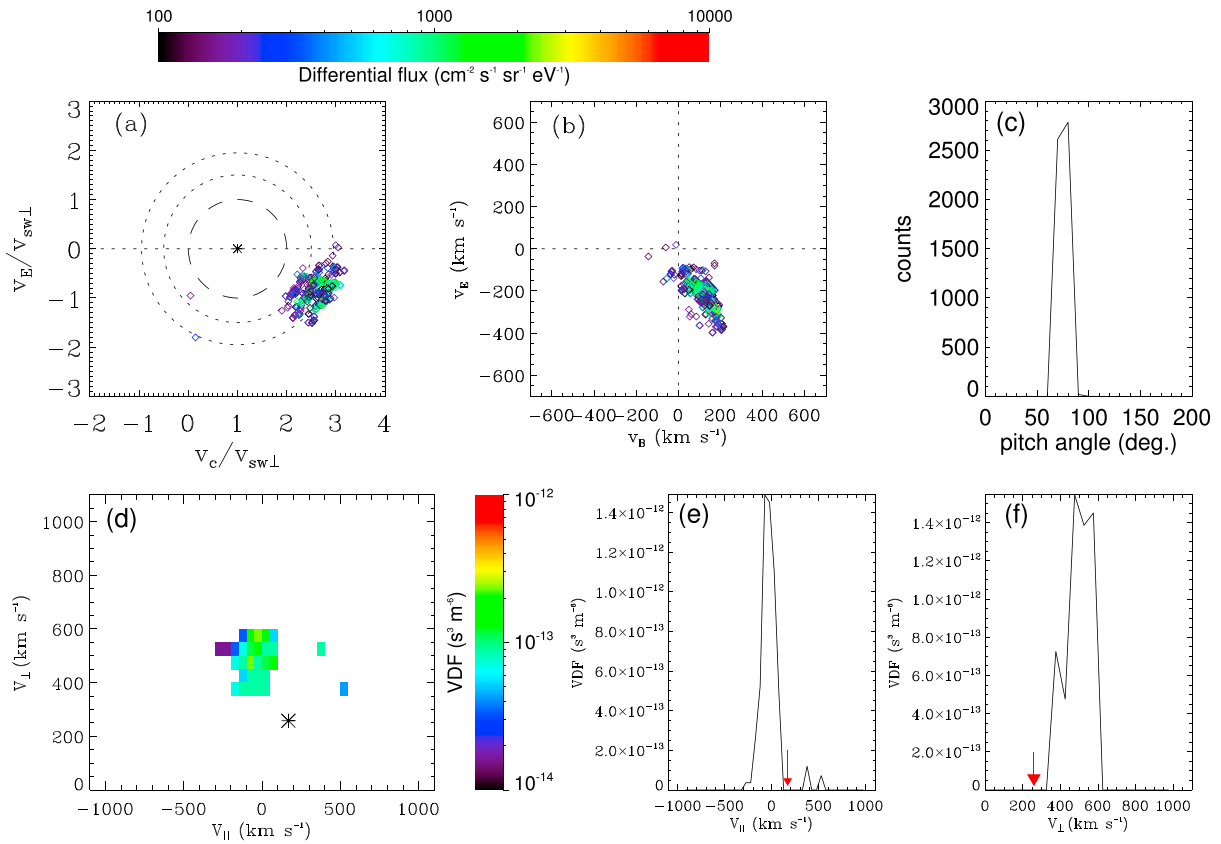 100 1000 10000
Differential flux (cm⁻² s⁻¹ sr⁻¹ eV⁻¹)
(a)
3
2
1
0
−1
−2
−3
v_E/v_sw⊥
−2 −1 0 1 2 3 4
v_c/v_sw⊥
(b)
600
400
200
0
−200
−400
−600
v_E (km s⁻¹)
−600−400−200 0 200 400 600
v_B (km s⁻¹)
(c)
3000
2500
2000
1500
1000
500
0
counts
0 50 100 150 200
pitch angle (deg.)
(d)
1000
800
600
400
200
0
V⊥(km s⁻¹)
−1000 −500 0 500 1000
V|| (km s⁻¹)
10⁻¹²
10⁻¹³
10⁻¹⁴
VDF (s³ m⁻⁶)
(e)
1.4×10⁻¹²
1.2×10⁻¹²
1.0×10⁻¹²
8.0×10⁻¹³
6.0×10⁻¹³
4.0×10⁻¹³
2.0×10⁻¹³
0
VDF (s³ m⁻⁶)
−1000 −500 0 500 1000
V|| (km s⁻¹)
(f)
1.4×10⁻¹²
1.2×10⁻¹²
1.0×10⁻¹²
8.0×10⁻¹³
6.0×10⁻¹³
4.0×10⁻¹³
2.0×10⁻¹³
0
VDF (s³ m⁻⁶)
0 200 400 600 800 1000
V⊥(km s⁻¹)